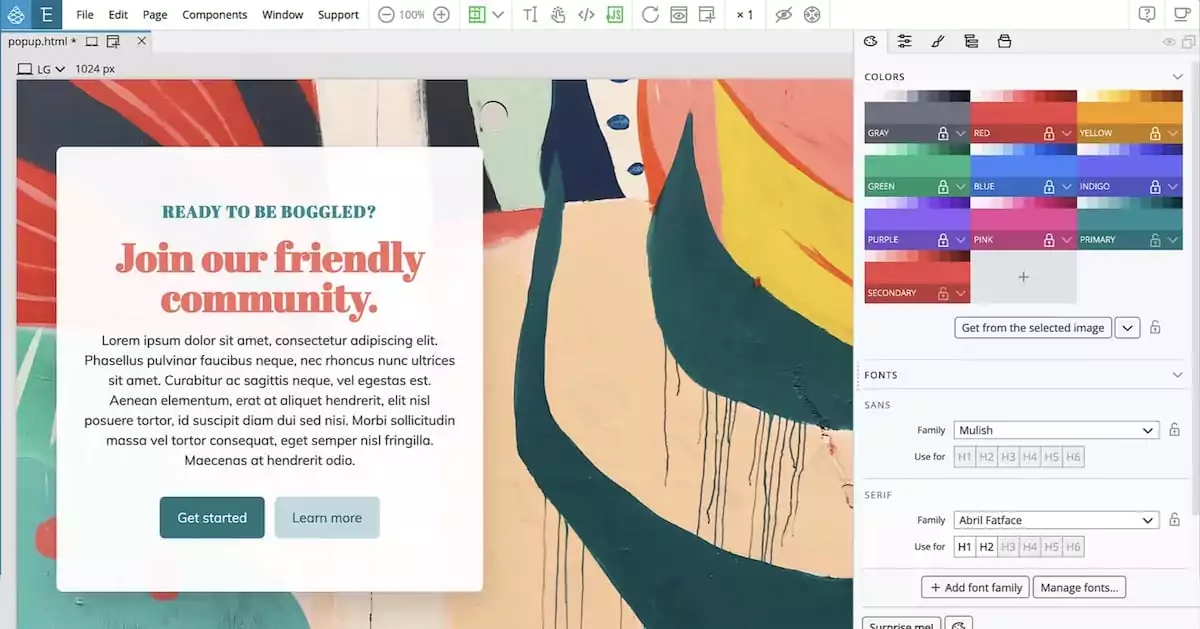 File Edit Page Components Window Support 100% JS × 1
popup.html *
LG 1024 px
READY TO BE BOGGLED?
Join our friendly
community.
Lorem ipsum dolor sit amet, consectetur adipiscing elit.
Phasellus pulvinar faucibus neque, nec rhoncus nunc ultrices
sit amet. Curabitur ac sagittis neque, vel egestas est.
Aenean elementum, erat at aliquet hendrerit, elit nisl
posuere tortor, id suscipit diam dui sed nisi. Morbi sollicitudin
massa vel tortor consequat, eget semper nisl fringilla.
Maecenas at hendrerit odio.
Get started Learn more
COLORS
GRAY RED YELLOW
GREEN BLUE INDIGO
PURPLE PINK PRIMARY
SECONDARY +
Get from the selected image
FONTS
SANS
Family Mulish
Use for H1 H2 H3 H4 H5 H6
SERIF
Family Abril Fatface
Use for H1 H2 H3 H4 H5 H6
+ Add font family Manage fonts...
Surprise me!